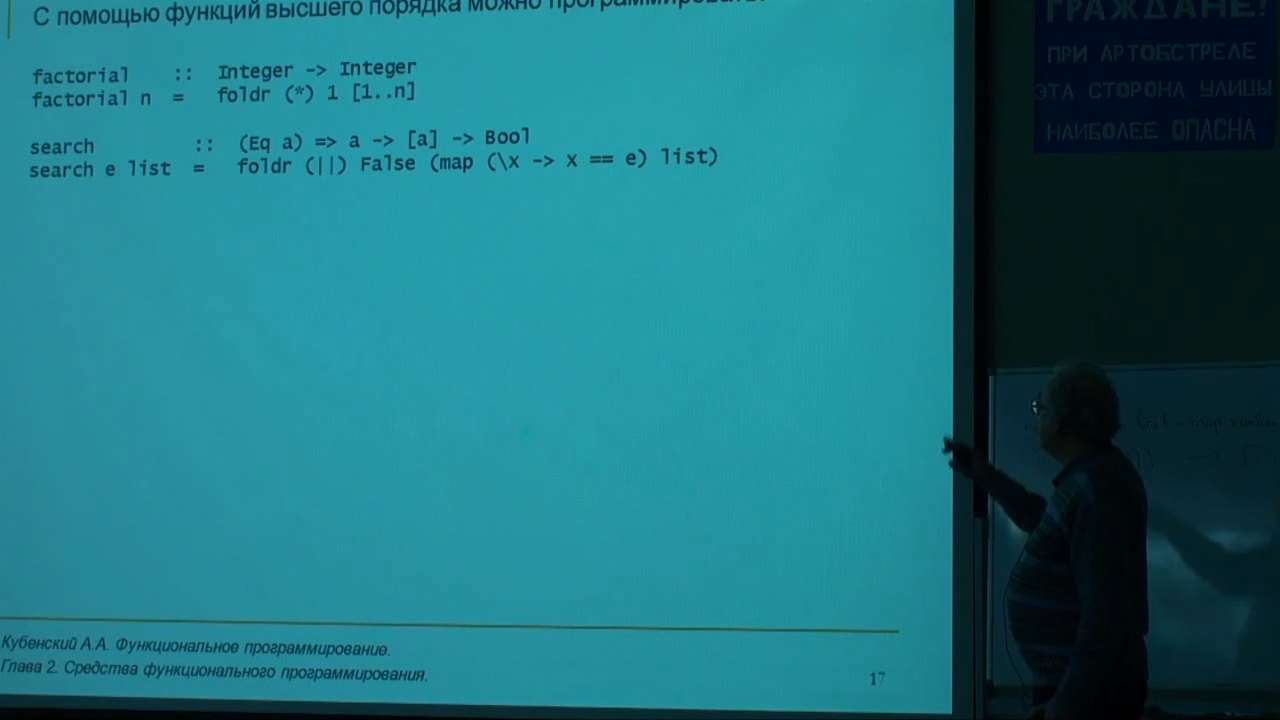 С помощью функций высшего порядка можно программировать:
factorial :: Integer -> Integer
factorial n = foldr (*) 1 [1..n]
search :: (Eq a) => a -> [a] -> Bool
search e list = foldr (||) False (map (\x -> x == e) list)
Кубенский А.А. Функциональное программирование.
Глава 2. Средства функционального программирования.
17
ГРАЖДАНЕ!
ПРИ АРТОБСТРЕЛЕ
ЭТА СТОРОНА УЛИЦЫ
НАИБОЛЕЕ ОПАСНА
map